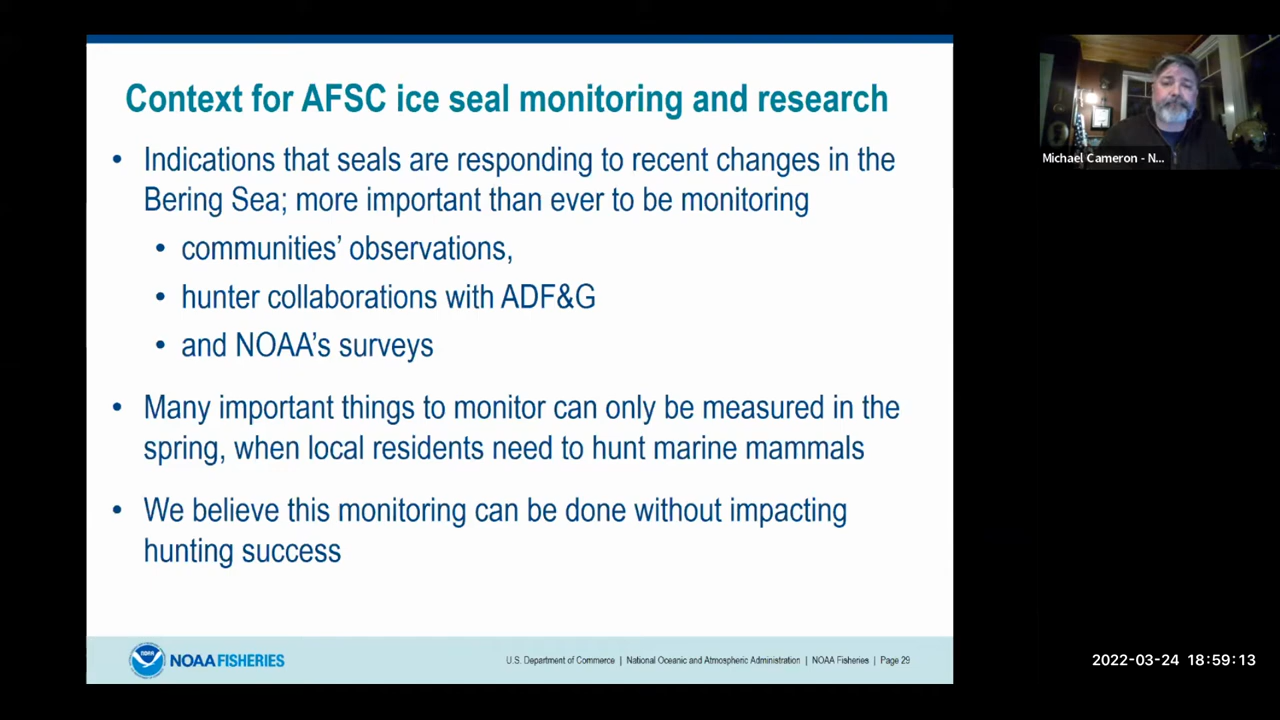 Context for AFSC ice seal monitoring and research
• Indications that seals are responding to recent changes in the
Bering Sea; more important than ever to be monitoring
• communities’ observations,
• hunter collaborations with ADF&G
• and NOAA’s surveys
• Many important things to monitor can only be measured in the
spring, when local residents need to hunt marine mammals
• We believe this monitoring can be done without impacting
hunting success
NOAA
NOAA FISHERIES
U.S. Department of Commerce | National Oceanic and Atmospheric Administration | NOAA Fisheries | Page 29
Michael Cameron - N...
2022-03-24 18:59:13